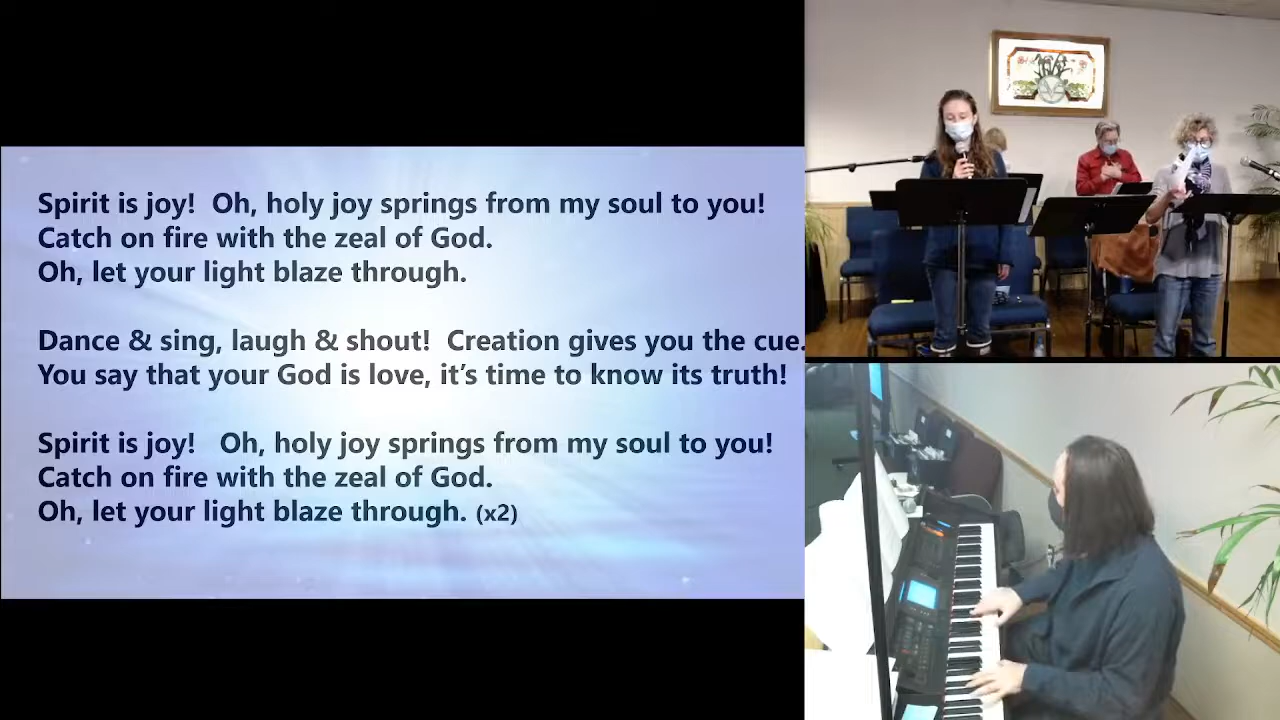 Spirit is joy!  Oh, holy joy springs from my soul to you!
Catch on fire with the zeal of God.
Oh, let your light blaze through.
Dance & sing, laugh & shout!  Creation gives you the cue.
You say that your God is love, it’s time to know its truth!
Spirit is joy!   Oh, holy joy springs from my soul to you!
Catch on fire with the zeal of God.
Oh, let your light blaze through. (x2)